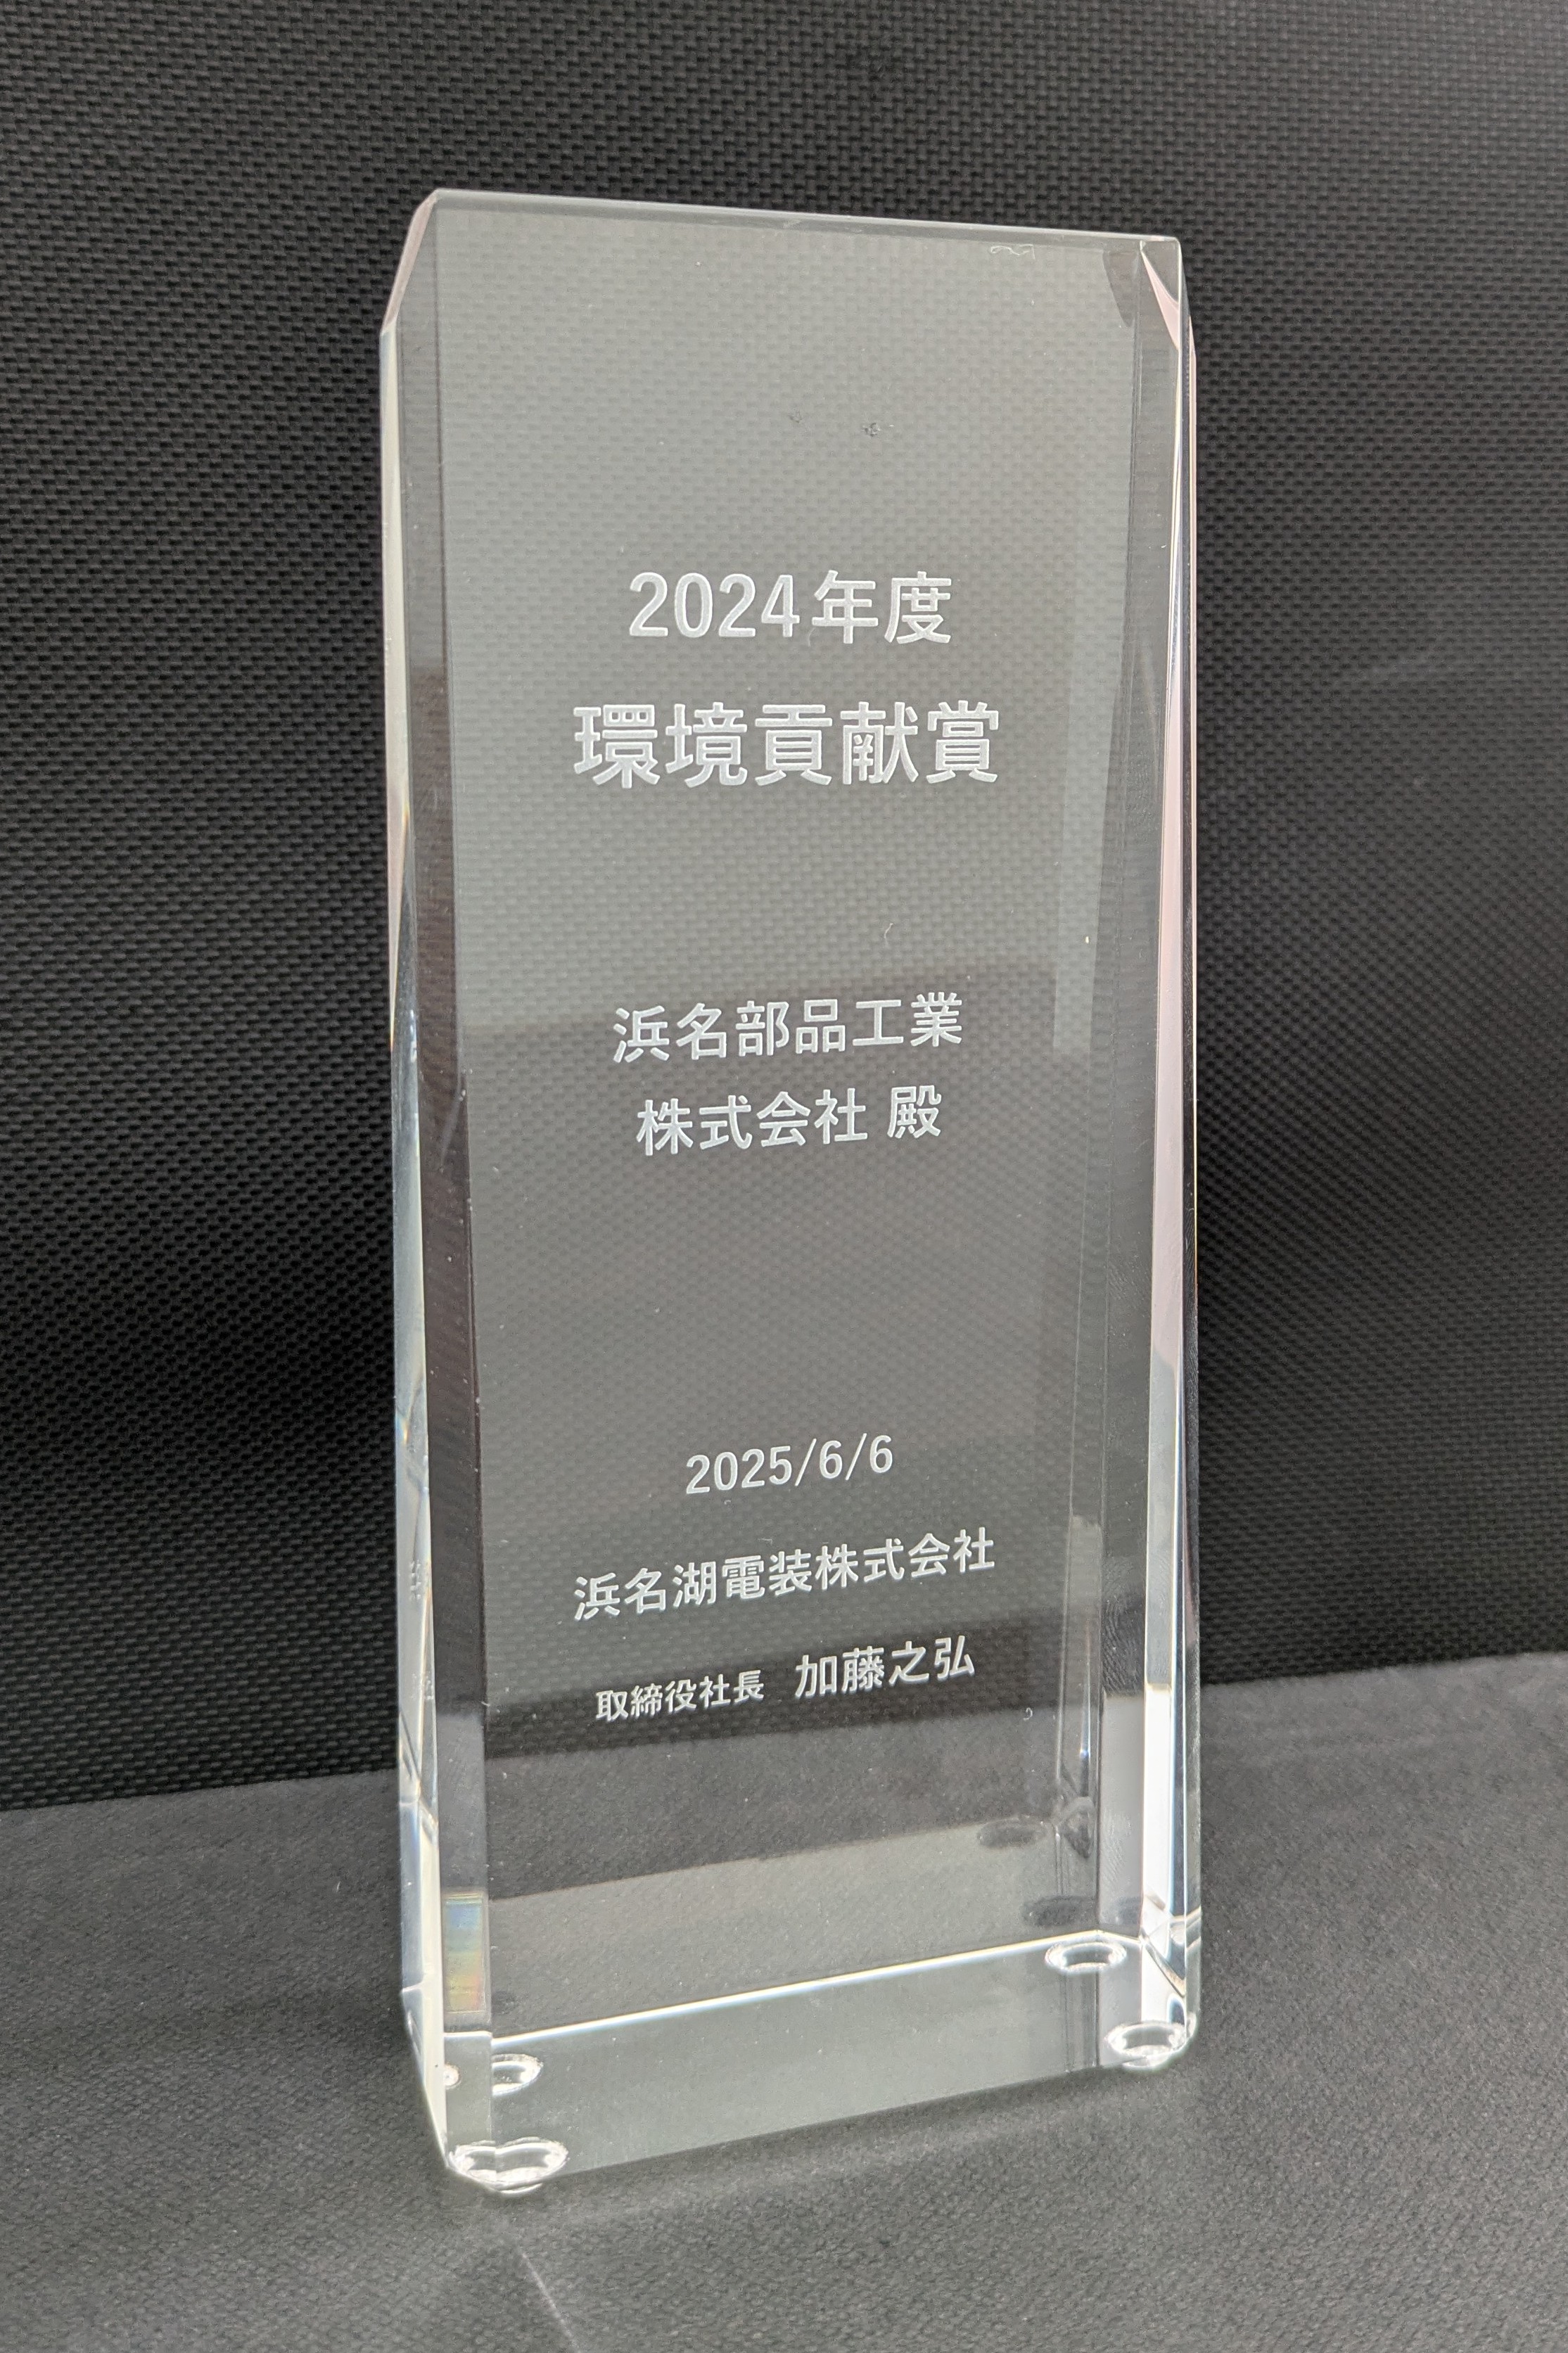 2024年度
環境貢献賞
浜名部品工業
株式会社 殿
2025/6/6
浜名湖電装株式会社
取締役社長 加藤之弘